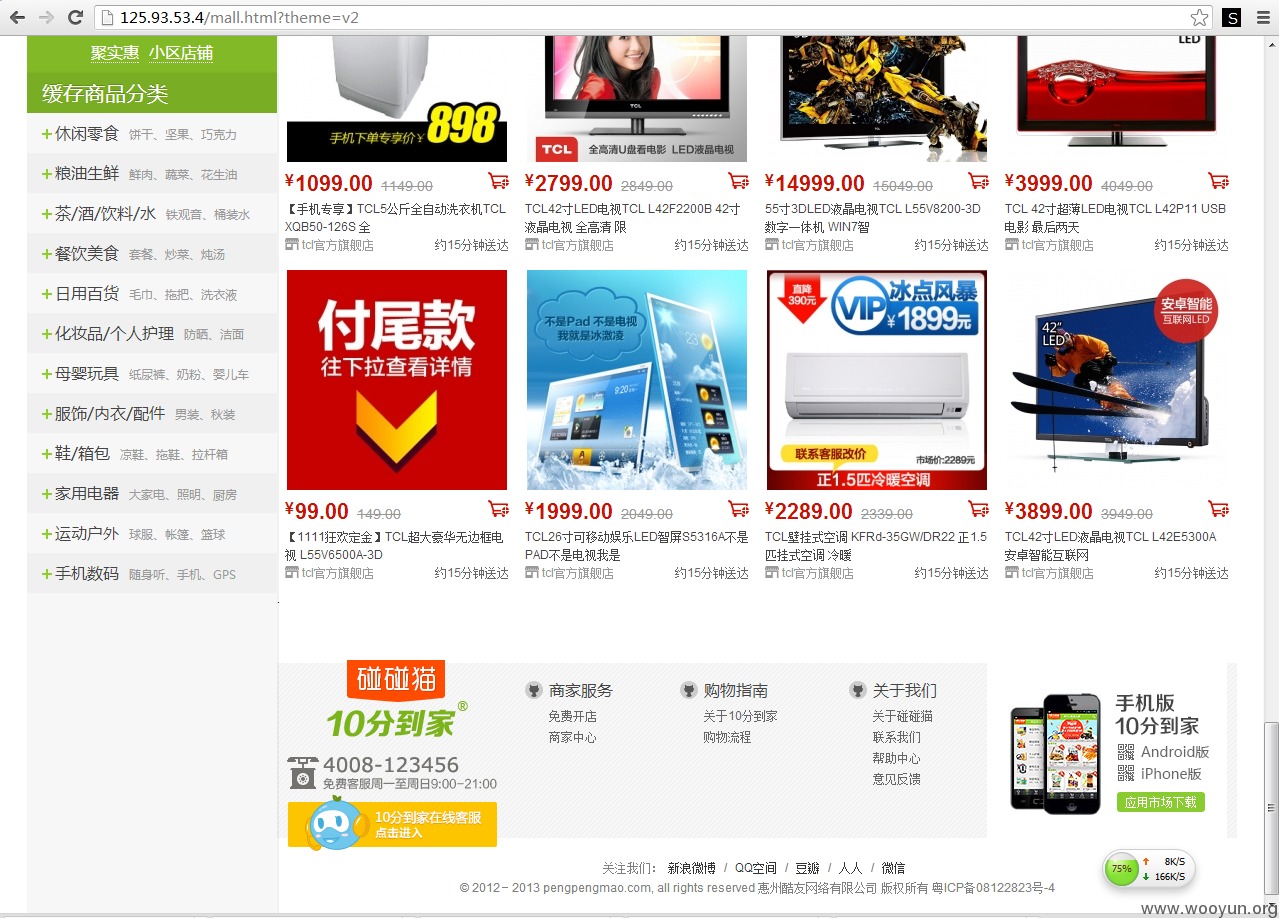 125.93.53.4/mall.html?theme=v2
S
聚实惠 小区店铺
缓存商品分类
+休闲零食 饼干、坚果、巧克力
+粮油生鲜 鲜肉、蔬菜、花生油
+茶/酒/饮料/水 铁观音、桶装水
+餐饮美食 套餐、炒菜、炖汤
+日用百货 毛巾、拖把、洗衣液
+化妆品/个人护理 防晒、洁面
+母婴玩具 纸尿裤、奶粉、婴儿车
+服饰/内衣/配件 男装、秋装
+鞋/箱包 凉鞋、拖鞋、拉杆箱
+家用电器 大家电、照明、厨房
+运动户外 球服、帐篷、篮球
+手机数码 随身听、手机、GPS
手机下单专享价¥898
TCL
TCL 全高清U盘看电影 LED液晶电视
LED
¥1099.00 1149.00
【手机专享】TCL5公斤全自动洗衣机TCL
XQB50-126S 全
tcl官方旗舰店 约15分钟送达
¥2799.00 2849.00
TCL42寸LED电视TCL L42F2200B 42寸
液晶电视 全高清 限
tcl官方旗舰店 约15分钟送达
¥14999.00 15049.00
55寸3DLED液晶电视TCL L55V8200-3D
数字一体机 WIN7智
tcl官方旗舰店 约15分钟送达
¥3999.00 4049.00
TCL 42寸超薄LED电视TCL L42P11 USB
电影 最后两天
tcl官方旗舰店 约15分钟送达
付尾款
往下拉查看详情
不是Pad 不是电视
我就是冰激凌
9:20
直降
390元
VIP 冰点风暴
¥1899元
联系客服改价
市场价:2289元
正1.5匹冷暖空调
安卓智能
互联网LED
42"
LED
¥99.00 149.00
【1111狂欢定金】TCL超大豪华无边框电
视 L55V6500A-3D
tcl官方旗舰店 约15分钟送达
¥1999.00 2049.00
TCL26寸可移动娱乐LED智屏S5316A不是
PAD不是电视我是
tcl官方旗舰店 约15分钟送达
¥2289.00 2339.00
TCL壁挂式空调 KFRd-35GW/DR22 正1.5
匹挂式空调 冷暖
tcl官方旗舰店 约15分钟送达
¥3899.00 3949.00
TCL42寸LED液晶电视TCL L42E5300A
安卓智能互联网
tcl官方旗舰店 约15分钟送达
碰碰猫
10分到家®
4008-123456
免费客服周一至周日9:00-21:00
10分到家在线客服
点击进入
商家服务
免费开店
商家中心
购物指南
关于10分到家
购物流程
关于我们
关于碰碰猫
联系我们
帮助中心
意见反馈
手机版
10分到家
Android版
iPhone版
应用市场下载
关注我们： 新浪微博 / QQ空间 / 豆瓣 / 人人 / 微信
© 2012－2013 pengpengmao.com, all rights reserved 惠州酷友网络有限公司 版权所有 粤ICP备08122823号-4
75%
8K/S
166K/S
www.wooyun.org